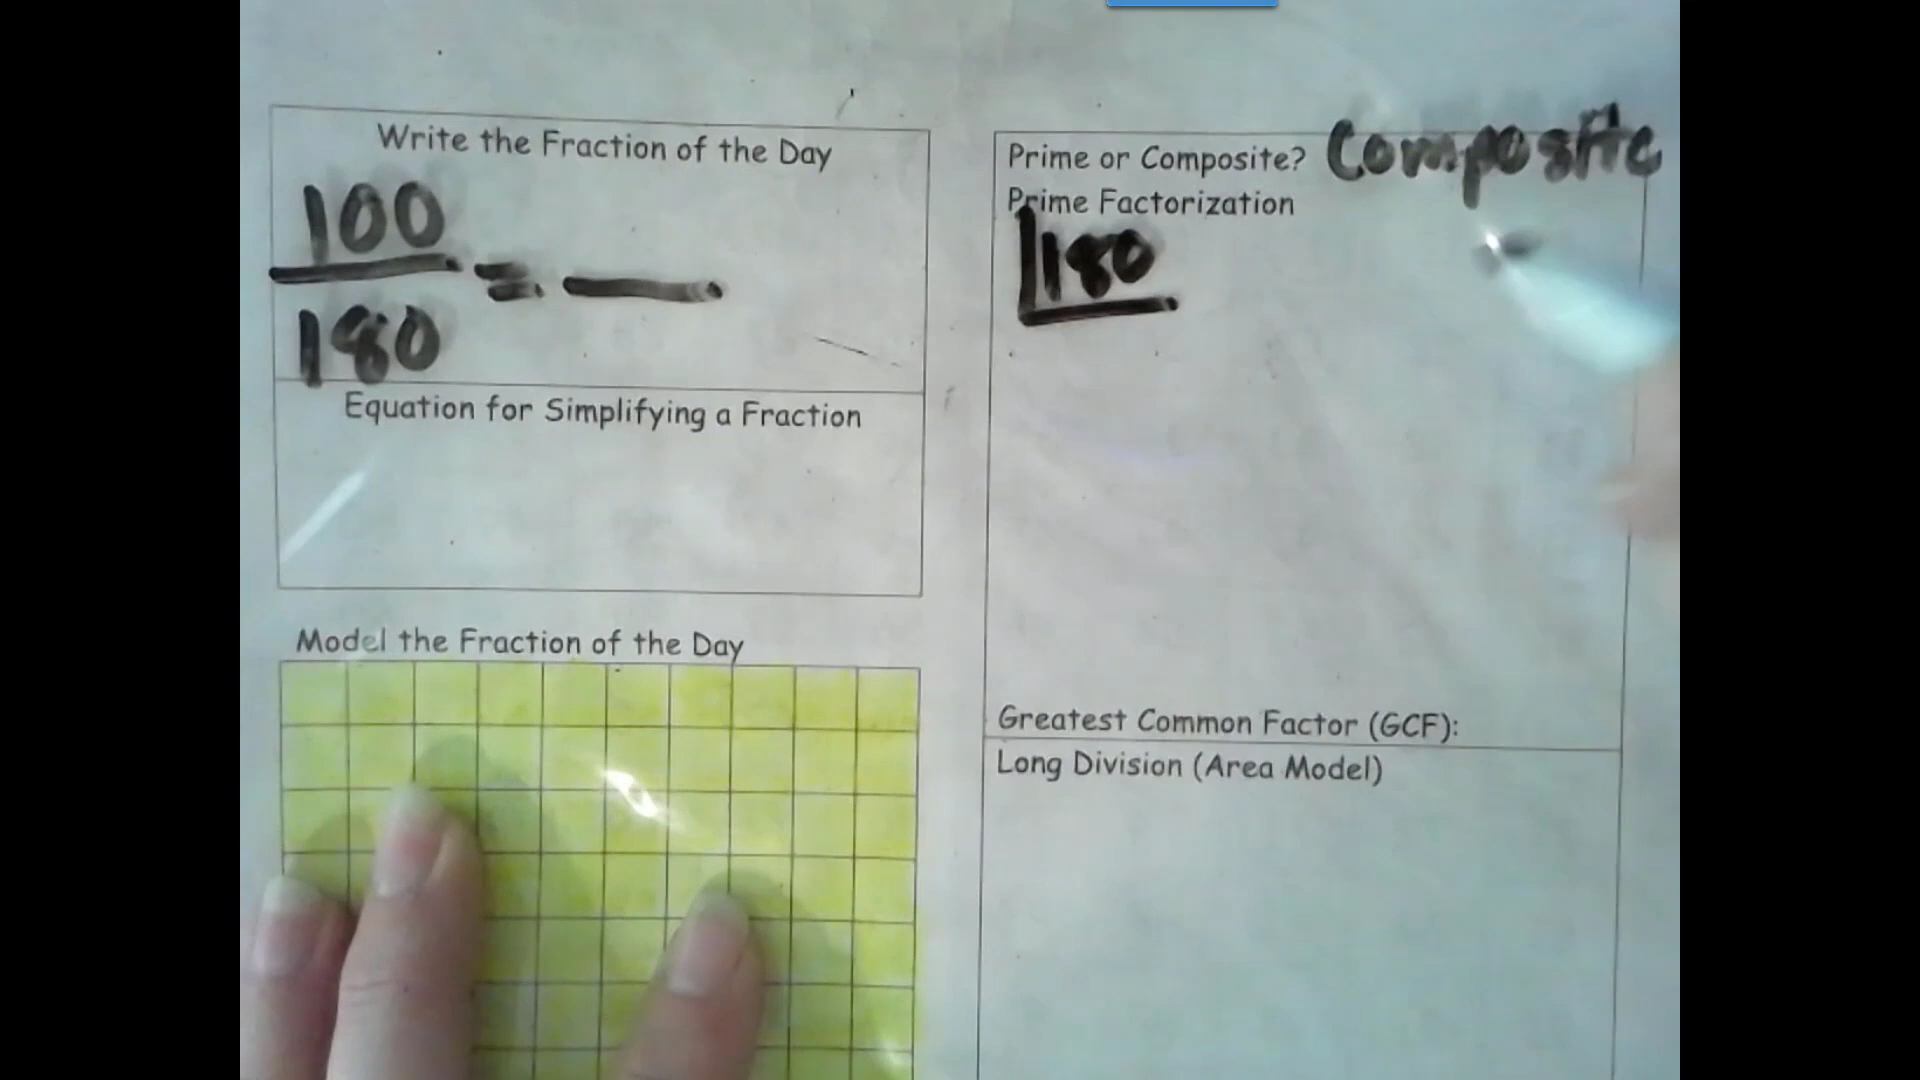 Write the Fraction of the Day
100
180
=
Equation for Simplifying a Fraction
Model the Fraction of the Day
Prime or Composite? Composite
Prime Factorization
180
Greatest Common Factor (GCF):
Long Division (Area Model)